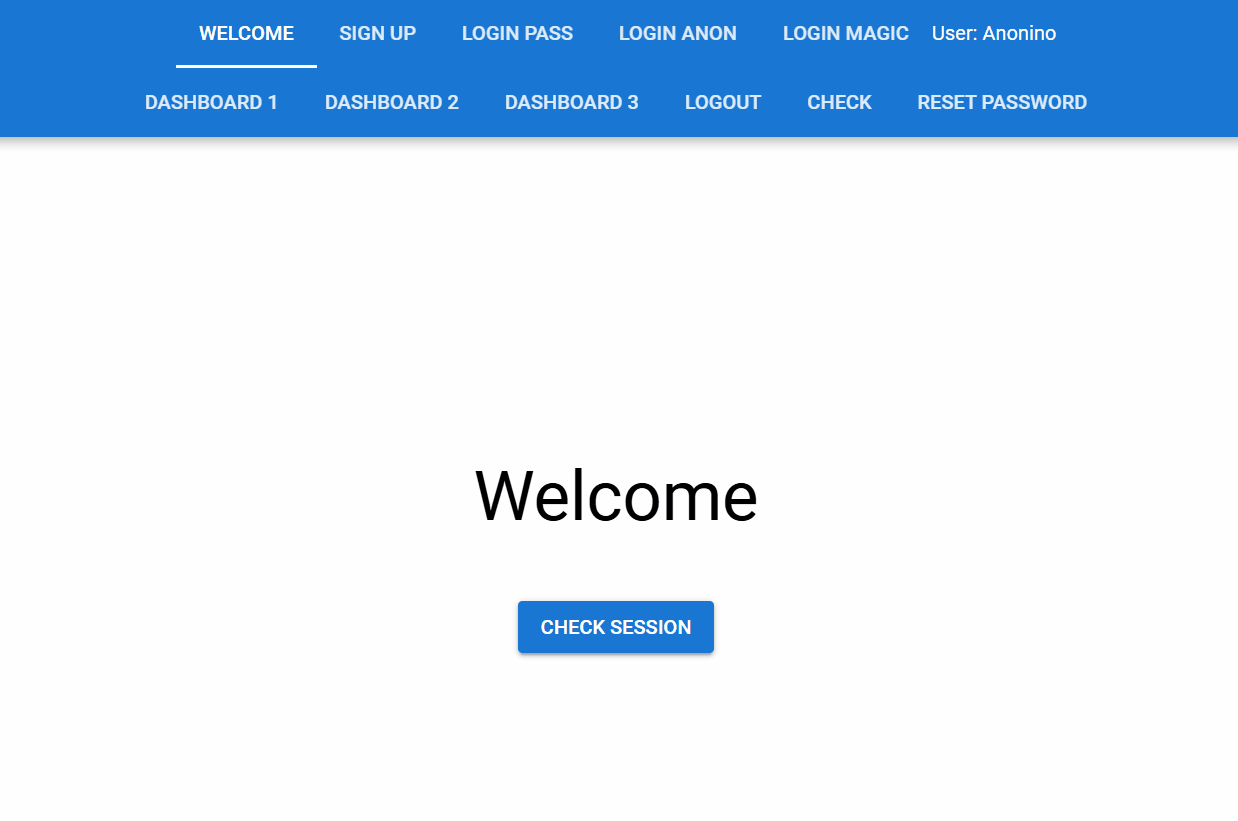 WELCOME SIGN UP LOGIN PASS LOGIN ANON LOGIN MAGIC User: Anonino
DASHBOARD 1 DASHBOARD 2 DASHBOARD 3 LOGOUT CHECK RESET PASSWORD
Welcome
CHECK SESSION